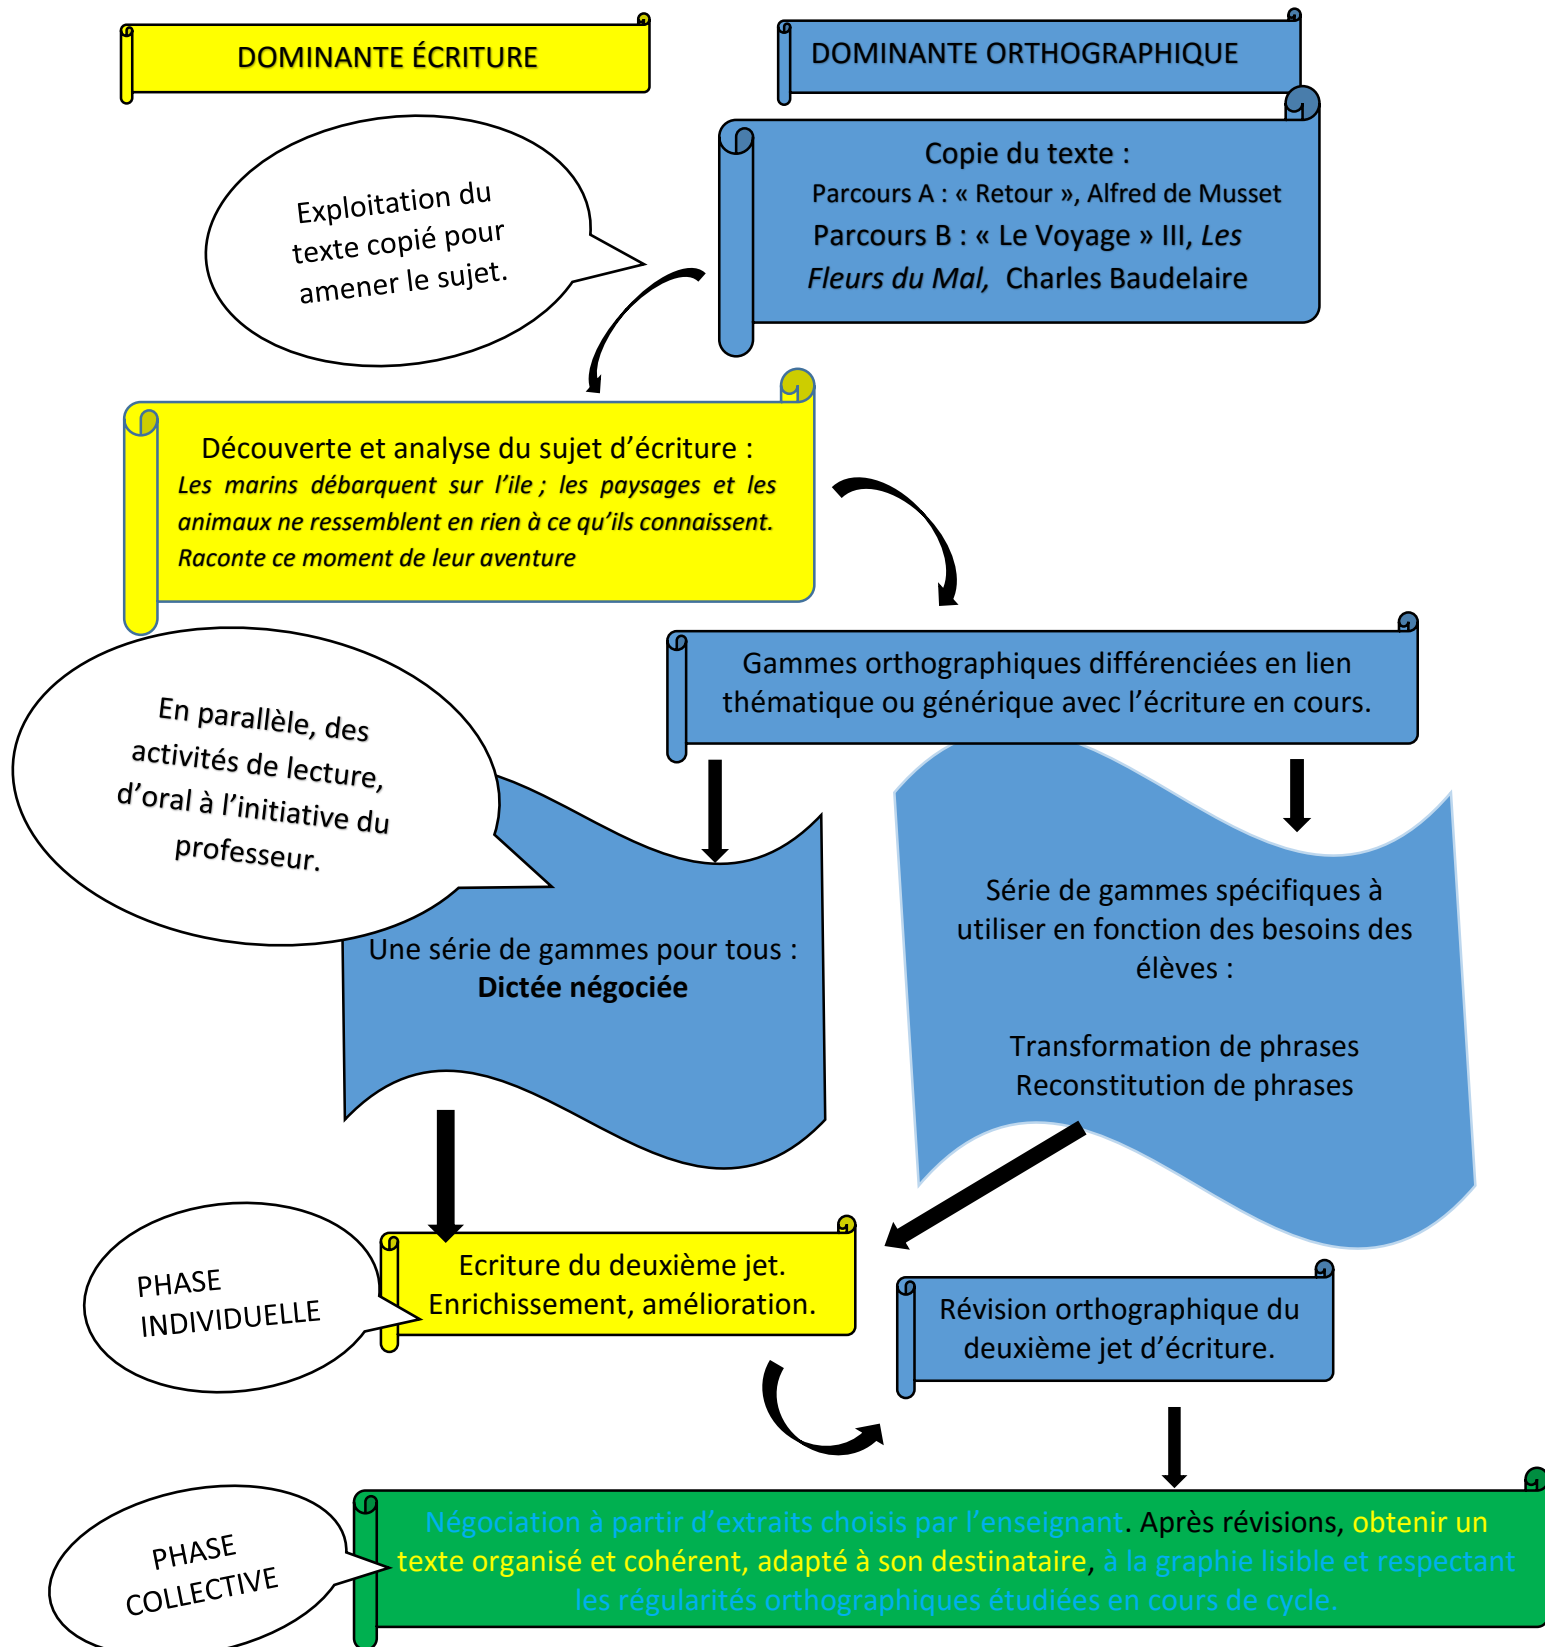 DOMINANTE ÉCRITURE
DOMINANTE ORTHOGRAPHIQUE
Copie du texte :
Parcours A : « Retour », Alfred de Musset
Parcours B : « Le Voyage » III, Les
Fleurs du Mal, Charles Baudelaire
Exploitation du
texte copié pour
amener le sujet.
Découverte et analyse du sujet d’écriture :
Les marins débarquent sur l’ile ; les paysages et les
animaux ne ressemblent en rien à ce qu’ils connaissent.
Raconte ce moment de leur aventure
Gammes orthographiques différenciées en lien
thématique ou générique avec l’écriture en cours.
En parallèle, des
activités de lecture,
d’oral à l’initiative du
professeur.
Une série de gammes pour tous :
Dictée négociée
Série de gammes spécifiques à
utiliser en fonction des besoins des
élèves :
Transformation de phrases
Reconstitution de phrases
PHASE
INDIVIDUELLE
Ecriture du deuxième jet.
Enrichissement, amélioration.
Révision orthographique du
deuxième jet d’écriture.
PHASE
COLLECTIVE
Négociation à partir d’extraits choisis par l’enseignant. Après révisions, obtenir un
texte organisé et cohérent, adapté à son destinataire, à la graphie lisible et respectant
les régularités orthographiques étudiées en cours de cycle.